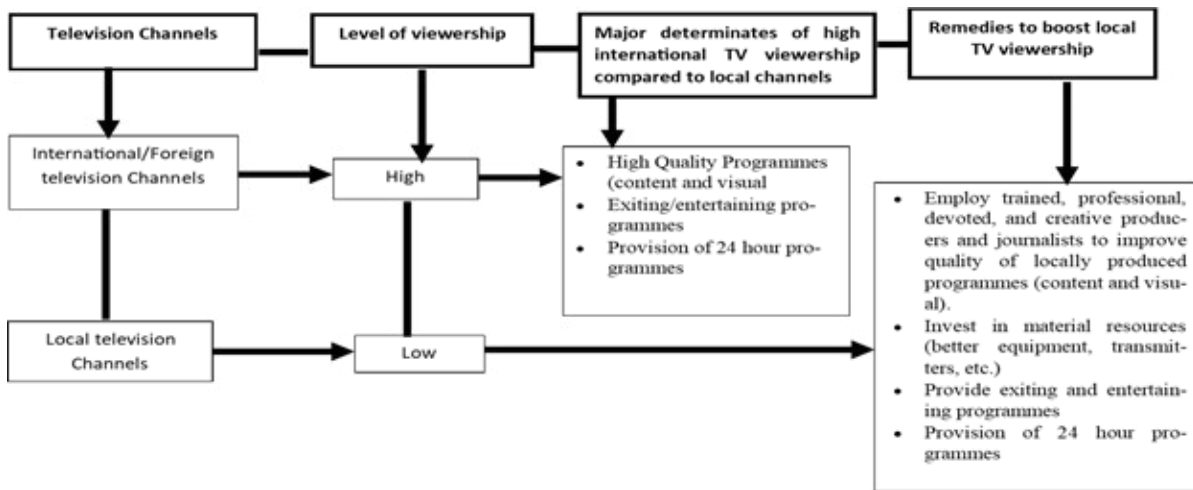 Television Channels
Level of viewership
Major determinates of high
international TV viewership
compared to local channels
Remedies to boost local
TV viewership
International/Foreign
television Channels
High
• High Quality Programmes
(content and visual
• Exiting/entertaining pro-
grammes
• Provision of 24 hour pro-
grammes
Local television
Channels
Low
• Employ trained, professional,
devoted, and creative produc-
ers and journalists to improve
quality of locally produced
programmes (content and visu-
al).
• Invest in material resources
(better equipment, transmit-
ters, etc.)
• Provide exiting and entertain-
ing programmes
• Provision of 24 hour pro-
grammes